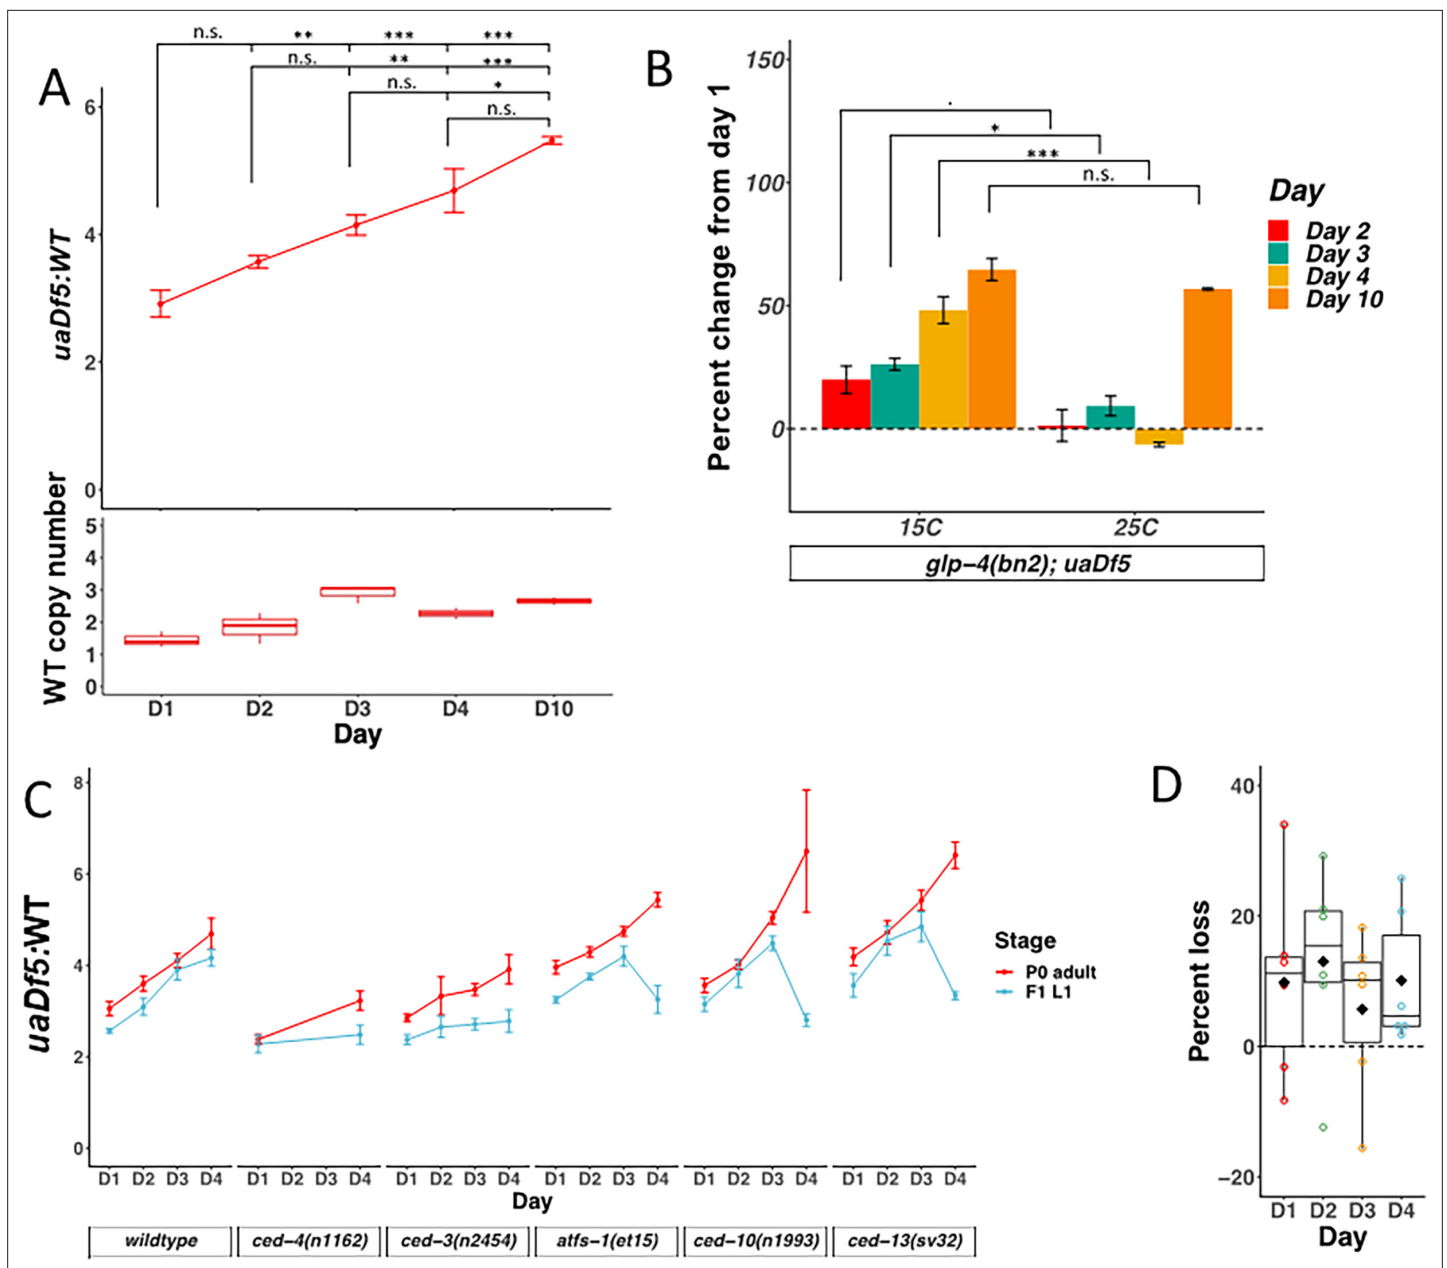 A
n.s. ** *** ***
n.s. ** ***
n.s. *
n.s.
uaDf5:WT
6
4
2
0
WT copy number
5
4
3
2
1
0
D1 D2 D3 D4 D10
Day
B
Percent change from day 1
150
100
50
0
.
*
***
n.s.
15C 25C
glp–4(bn2); uaDf5
Day
Day 2
Day 3
Day 4
Day 10
C
uaDf5:WT
8
6
4
2
0
D1 D2 D3 D4 D1 D2 D3 D4 D1 D2 D3 D4 D1 D2 D3 D4 D1 D2 D3 D4 D1 D2 D3 D4
Day
wildtype ced–4(n1162) ced–3(n2454) atfs–1(et15) ced–10(n1993) ced–13(sv32)
Stage
P0 adult
F1 L1
D
Percent loss
40
20
0
–20
D1 D2 D3 D4
Day